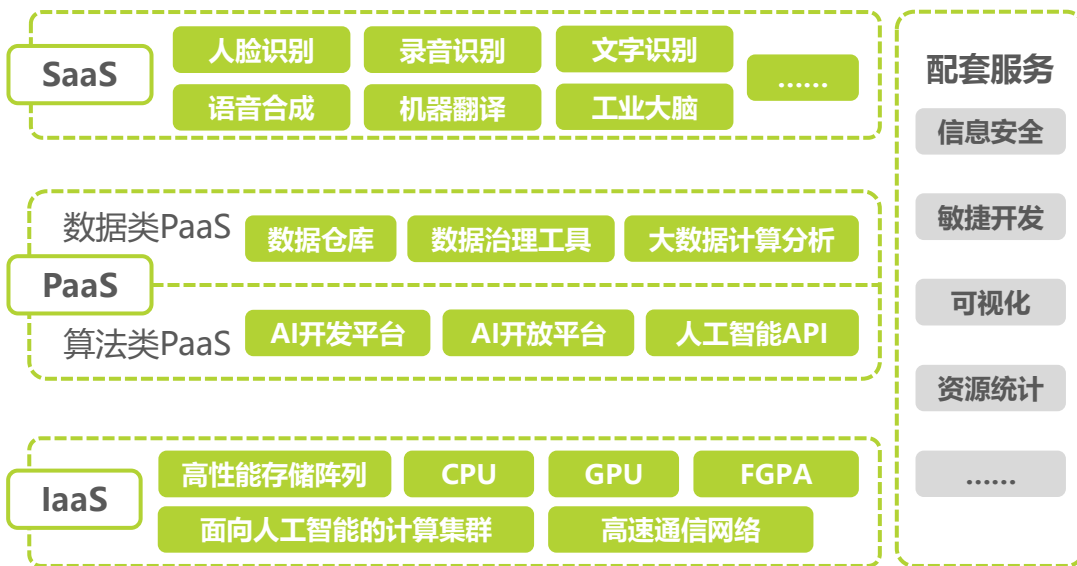 SaaS
人脸识别
录音识别
文字识别
语音合成
机器翻译
工业大脑
……
数据类PaaS
数据仓库
数据治理工具
大数据计算分析
PaaS
算法类PaaS
AI开发平台
AI开放平台
人工智能API
IaaS
高性能存储阵列
CPU
GPU
FGPA
面向人工智能的计算集群
高速通信网络
配套服务
信息安全
敏捷开发
可视化
资源统计
……